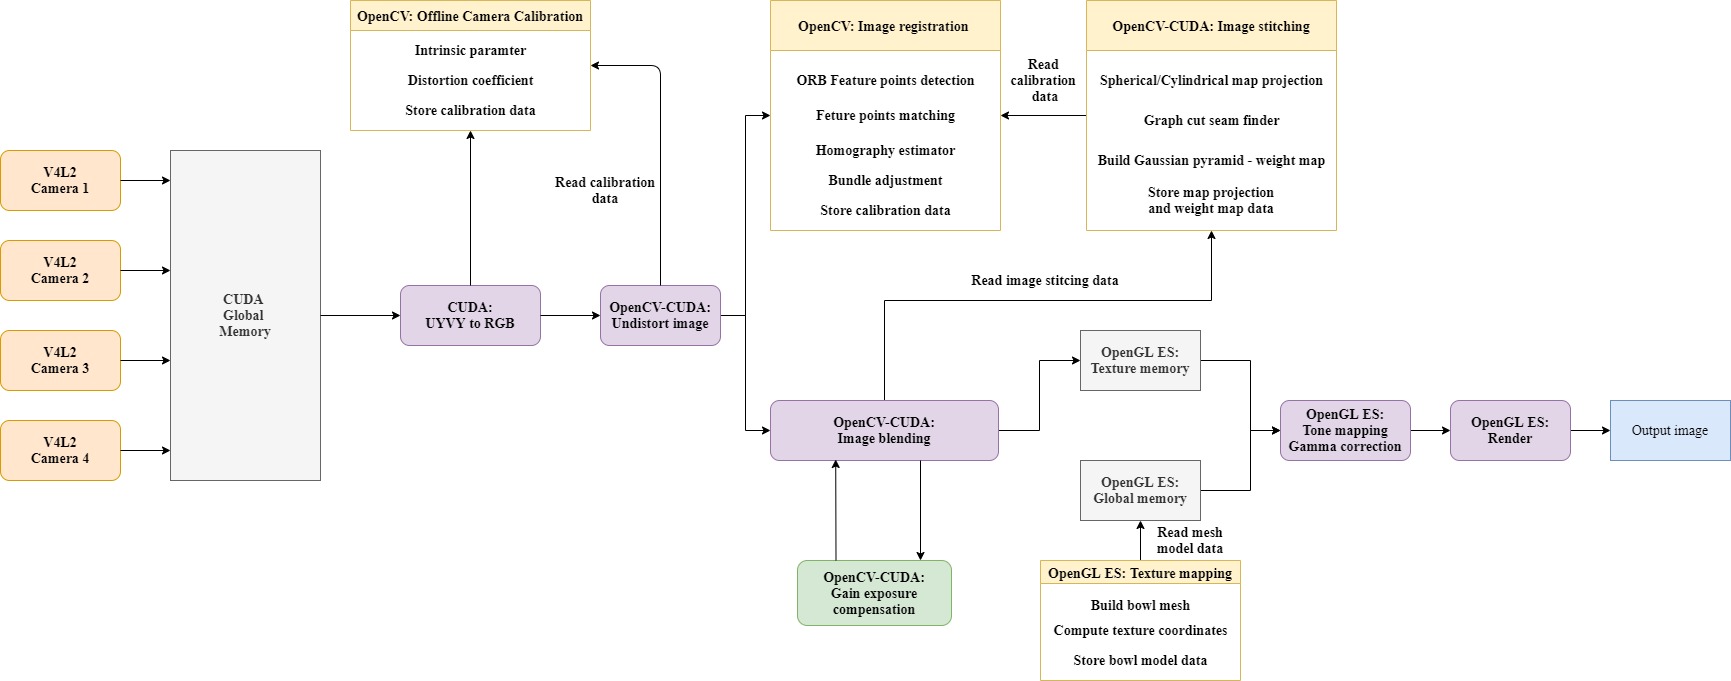 OpenCV: Offline Camera Calibration
Intrinsic paramter
Distortion coefficient
Store calibration data
OpenCV: Image registration
ORB Feature points detection
Feture points matching
Homography estimator
Bundle adjustment
Store calibration data
Read
calibration
data
OpenCV-CUDA: Image stitching
Spherical/Cylindrical map projection
Graph cut seam finder
Build Gaussian pyramid - weight map
Store map projection
and weight map data
V4L2
Camera 1
V4L2
Camera 2
V4L2
Camera 3
V4L2
Camera 4
CUDA
Global
Memory
Read calibration
data
CUDA:
UYVY to RGB
OpenCV-CUDA:
Undistort image
Read image stitcing data
OpenCV-CUDA:
Image blending
OpenCV-CUDA:
Gain exposure
compensation
OpenGL ES:
Texture memory
OpenGL ES:
Global memory
Read mesh
model data
OpenGL ES: Texture mapping
Build bowl mesh
Compute texture coordinates
Store bowl model data
OpenGL ES:
Tone mapping
Gamma correction
OpenGL ES:
Render
Output image